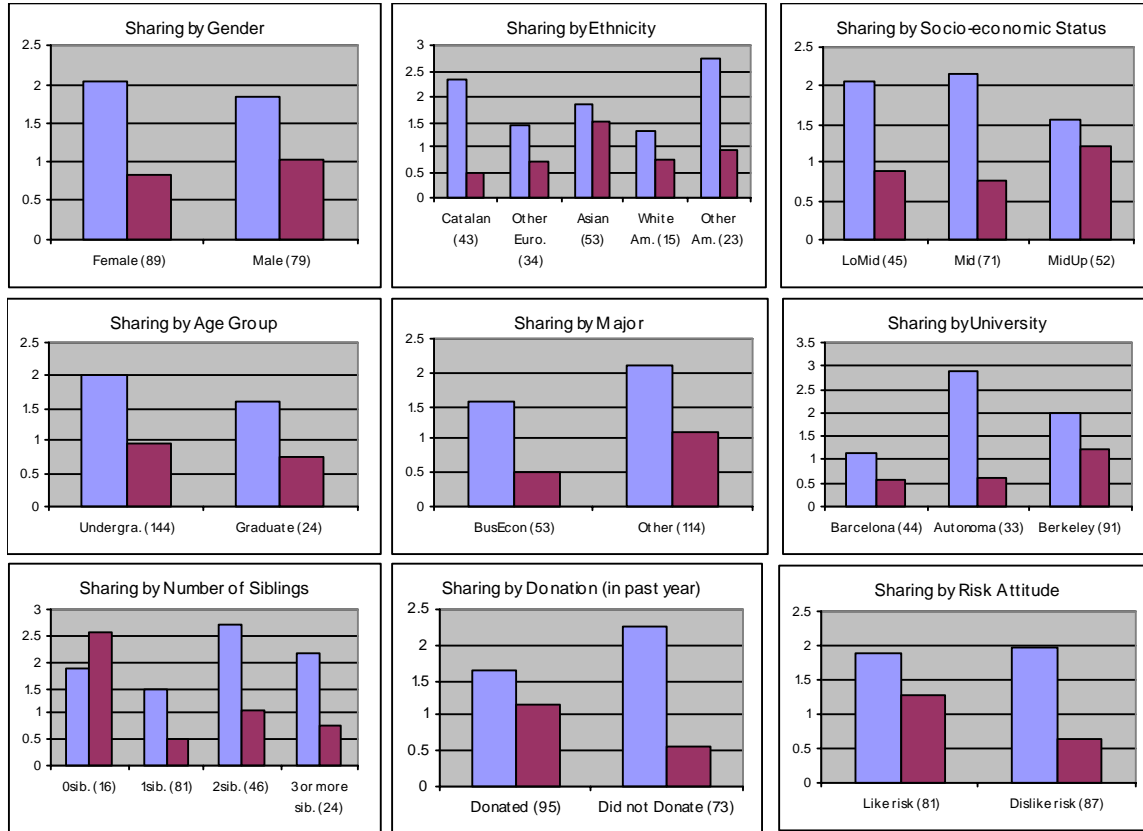 Sharing by Gender
2.5
2
1.5
1
0.5
0
Female (89)
Male (79)
Sharing by Ethnicity
3
2.5
2
1.5
1
0.5
0
Catalan
(43)
Other
Euro.
(34)
Asian
(53)
White
Am. (15)
Other
Am. (23)
Sharing by Socio-economic Status
2.5
2
1.5
1
0.5
0
LoMid (45)
Mid (71)
MidUp (52)
Sharing by Age Group
2.5
2
1.5
1
0.5
0
Undergra. (144)
Graduate (24)
Sharing by Major
2.5
2
1.5
1
0.5
0
BusEcon (53)
Other (114)
Sharing by University
3.5
3
2.5
2
1.5
1
0.5
0
Barcelona (44)
Autonoma (33)
Berkeley (91)
Sharing by Number of Siblings
3
2.5
2
1.5
1
0.5
0
0sib. (16)
1sib. (81)
2sib. (46)
3 or more
sib. (24)
Sharing by Donation (in past year)
2.5
2
1.5
1
0.5
0
Donated (95)
Did not Donate (73)
Sharing by Risk Attitude
2.5
2
1.5
1
0.5
0
Like risk (81)
Dislike risk (87)